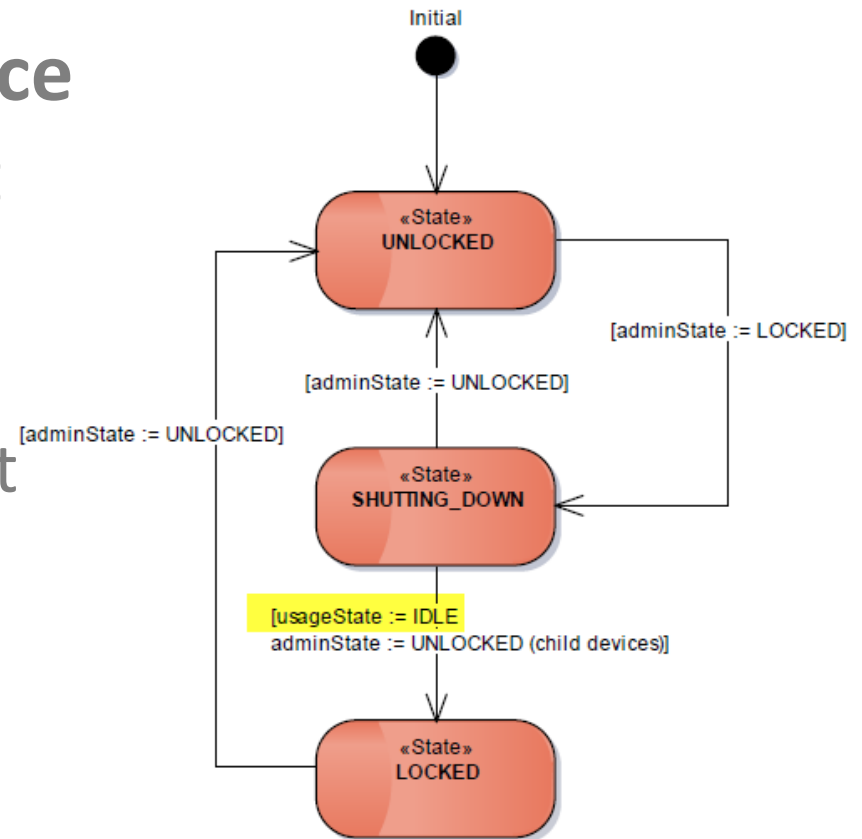 Initial
ce
«State»
UNLOCKED
[adminState := LOCKED]
[adminState := UNLOCKED]
[adminState := UNLOCKED]
t
«State»
SHUTTING_DOWN
[usageState := IDLE
adminState := UNLOCKED (child devices)]
«State»
LOCKED